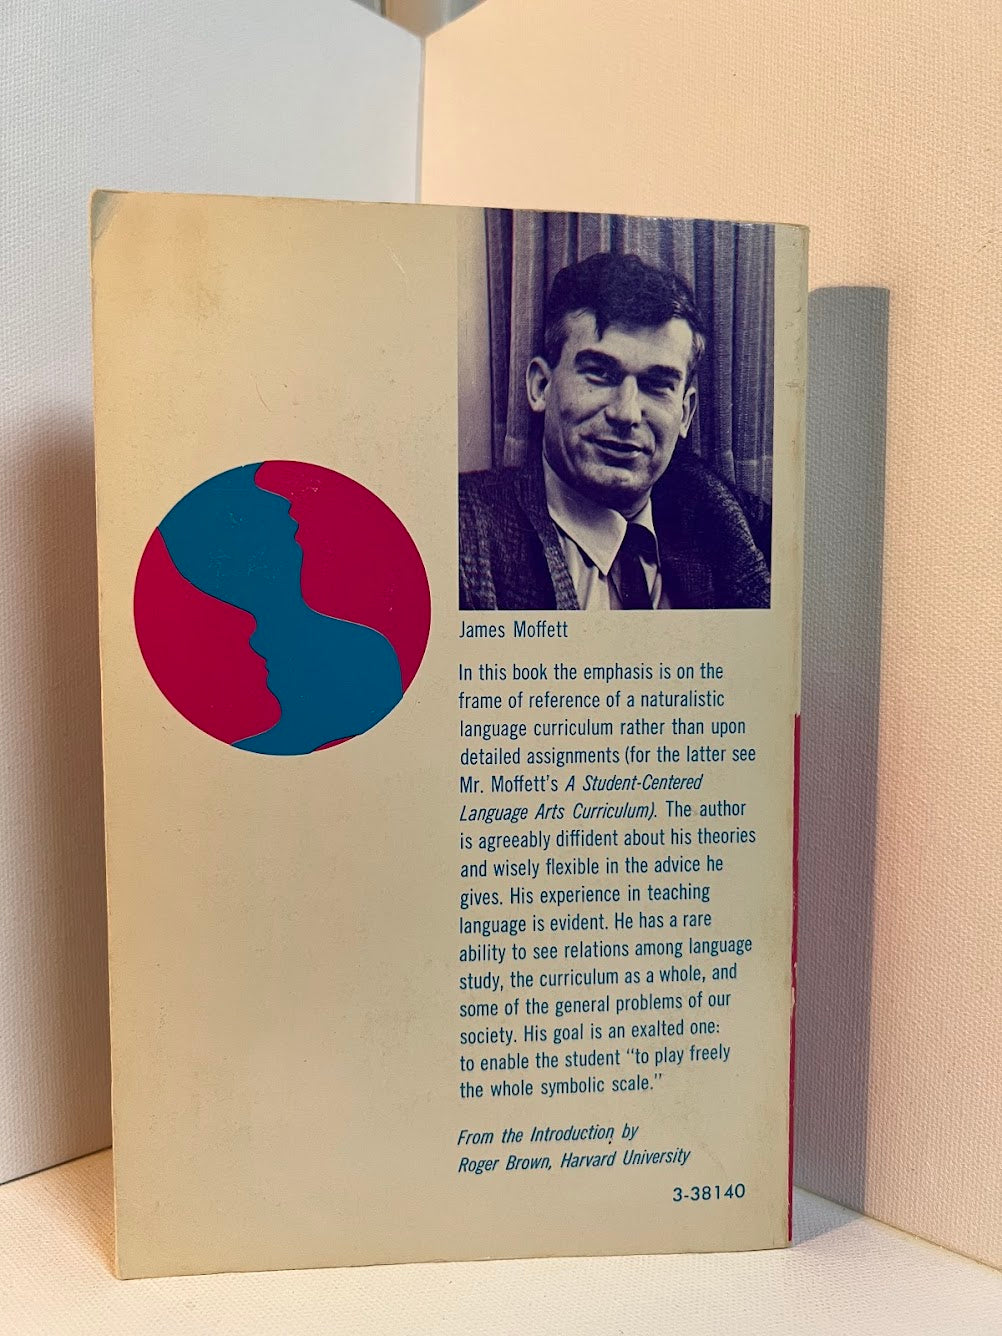 James Moffett
In this book the emphasis is on the
frame of reference of a naturalistic
language curriculum rather than upon
detailed assignments (for the latter see
Mr. Moffett's A Student-Centered
Language Arts Curriculum). The author
is agreeably diffident about his theories
and wisely flexible in the advice he
gives. His experience in teaching
language is evident. He has a rare
ability to see relations among language
study, the curriculum as a whole, and
some of the general problems of our
society. His goal is an exalted one:
to enable the student “to play freely
the whole symbolic scale.”
From the Introduction by
Roger Brown, Harvard University
3-38140